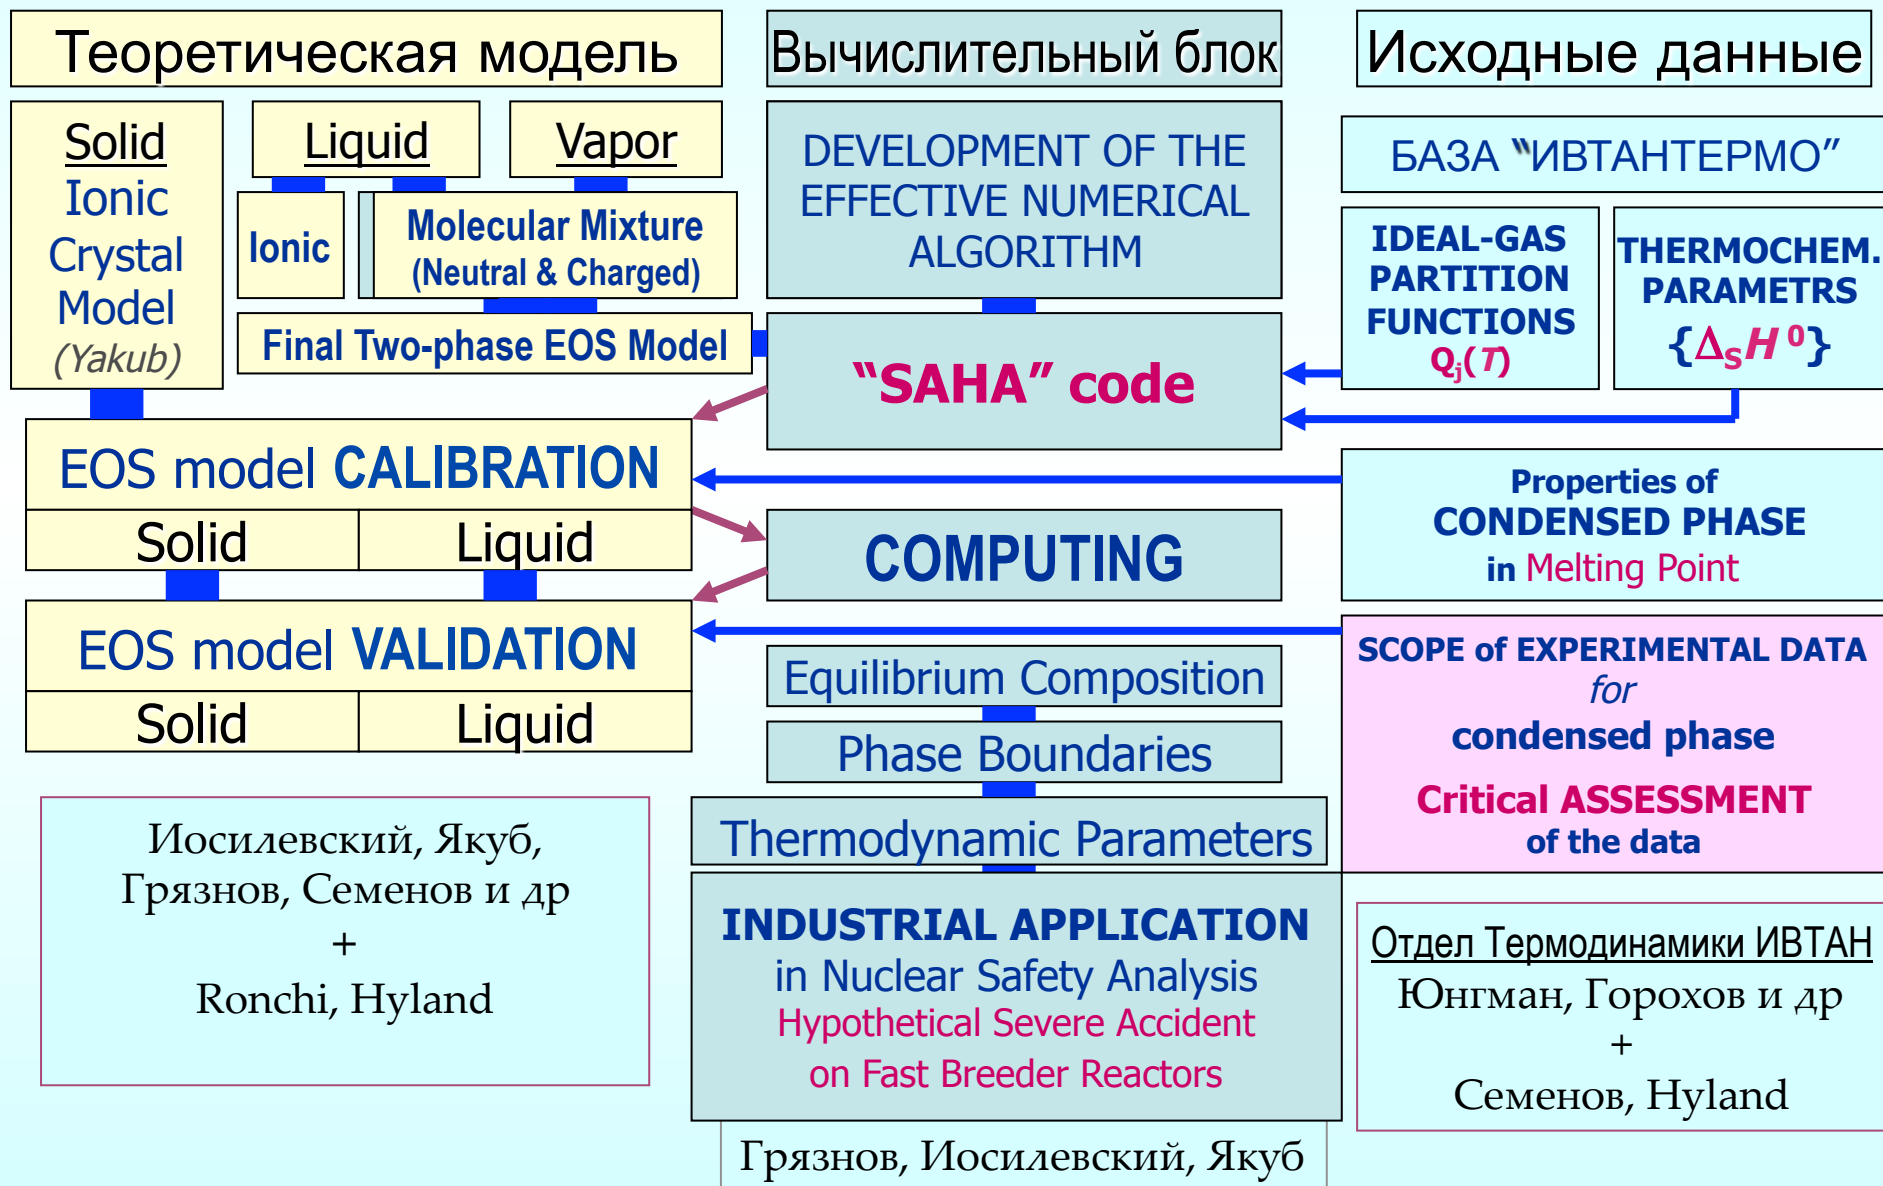 Теоретическая модель
Solid
Ionic
Crystal
Model
(Yakub)
Liquid
Vapor
Ionic
Molecular Mixture
(Neutral & Charged)
Final Two-phase EOS Model
EOS model CALIBRATION
Solid
Liquid
EOS model VALIDATION
Solid
Liquid
Иосилевский, Якуб,
Грязнов, Семенов и др
+
Ronchi, Hyland
Вычислительный блок
DEVELOPMENT OF THE
EFFECTIVE NUMERICAL
ALGORITHM
“SAHA” code
COMPUTING
Equilibrium Composition
Phase Boundaries
Thermodynamic Parameters
INDUSTRIAL APPLICATION
in Nuclear Safety Analysis
Hypothetical Severe Accident
on Fast Breeder Reactors
Грязнов, Иосилевский, Якуб
Исходные данные
БАЗА “ИВТАНТЕРМО”
IDEAL-GAS
PARTITION
FUNCTIONS
Qj(T)
THERMOCHEM.
PARAMETRS
{ΔSH 0}
Properties of
CONDENSED PHASE
in Melting Point
SCOPE of EXPERIMENTAL DATA
for
condensed phase
Critical ASSESSMENT
of the data
Отдел Термодинамики ИВТАН
Юнгман, Горохов и др
+
Семенов, Hyland